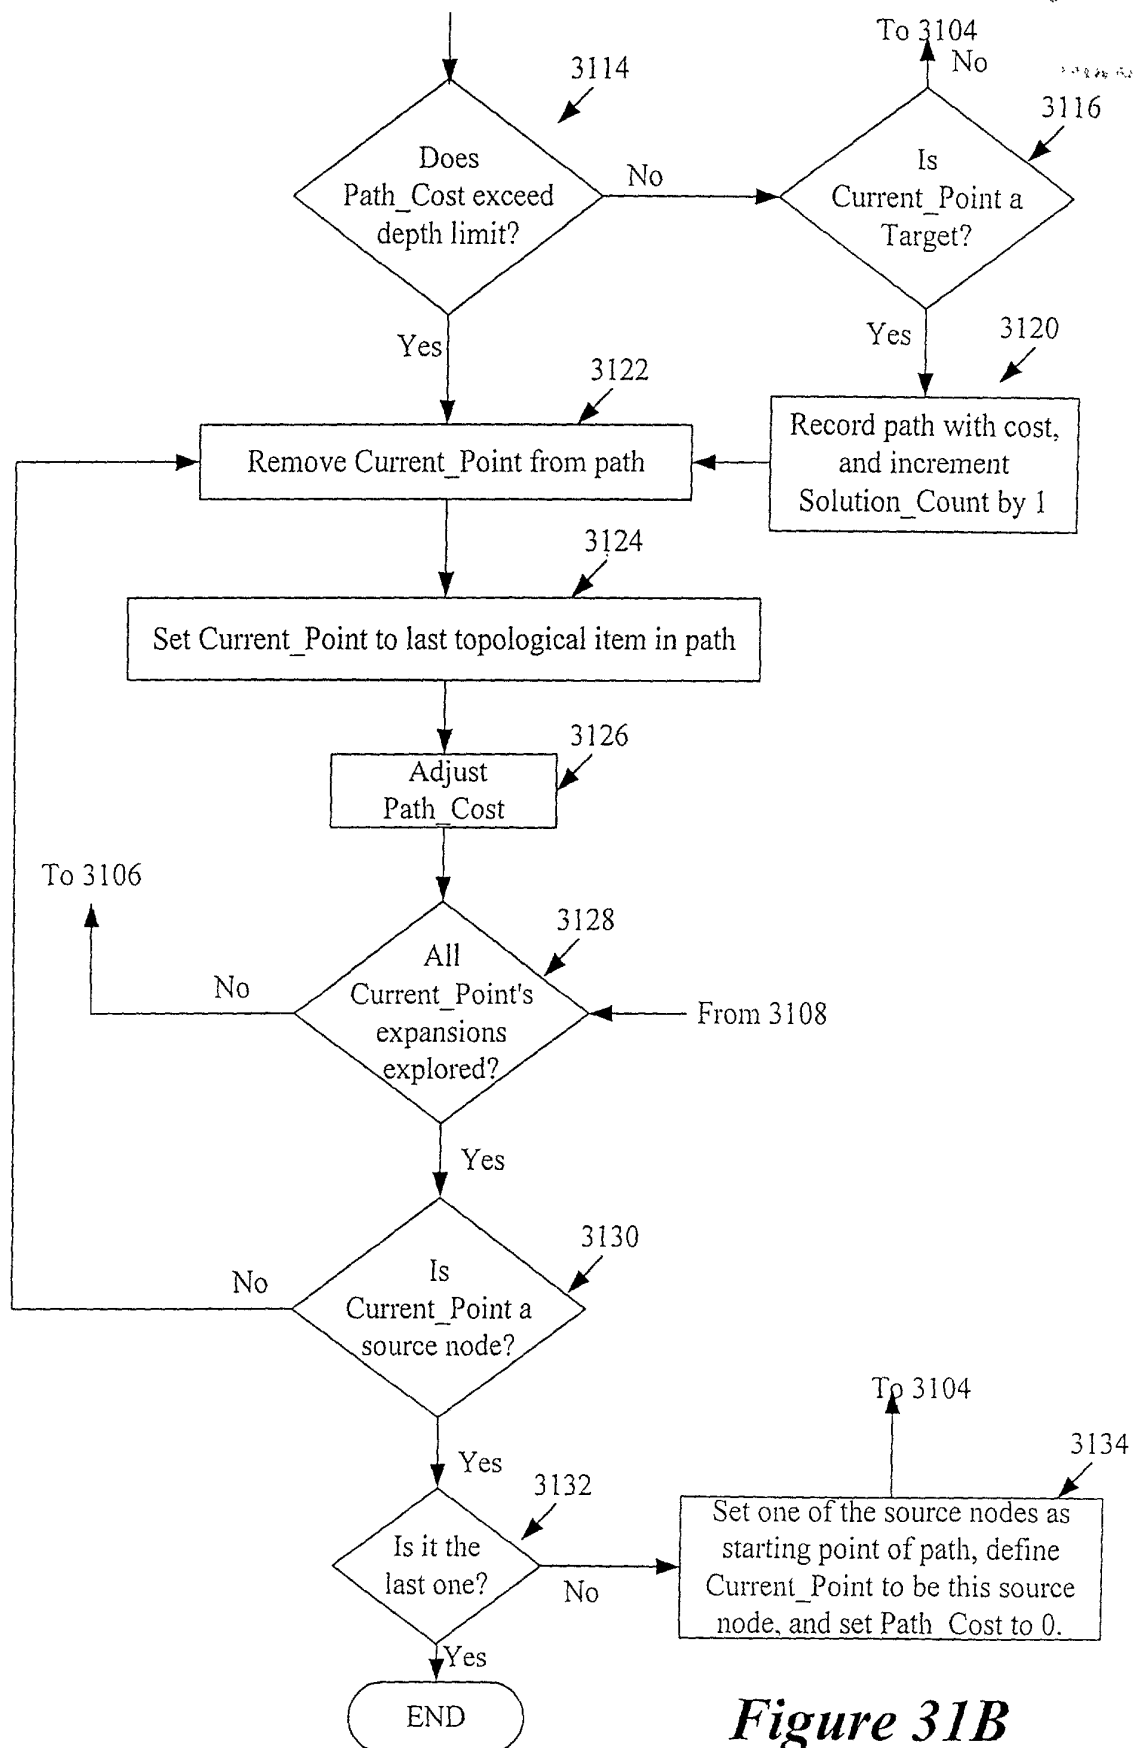 To 3104
No
3114
3116
Does
Path_Cost exceed
depth limit?
No
Is
Current_Point a
Target?
Yes
Yes
3120
3122
Record path with cost,
and increment
Solution_Count by 1
Remove Current_Point from path
3124
Set Current_Point to last topological item in path
3126
Adjust
Path_Cost
To 3106
3128
All
Current_Point's
expansions
explored?
No
From 3108
Yes
3130
No
Is
Current_Point a
source node?
To 3104
3134
Yes
3132
Is it the
last one?
No
Set one of the source nodes as
starting point of path, define
Current_Point to be this source
node, and set Path_Cost to 0.
Yes
END
Figure 31B